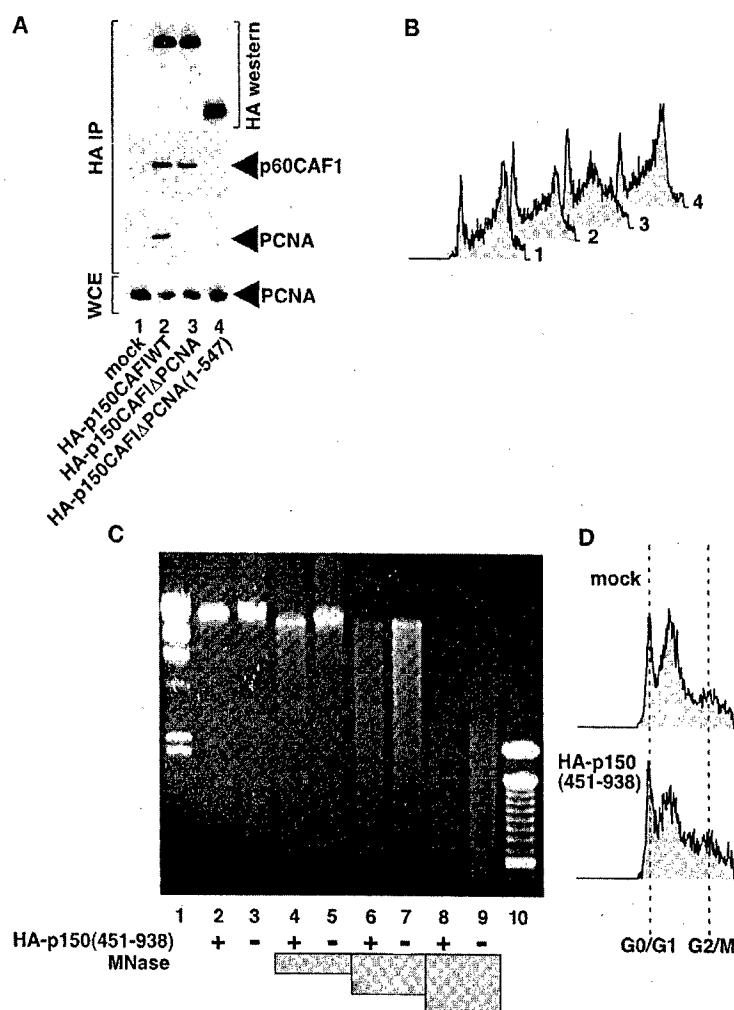 A
HA IP
HA western
p60CAF1
PCNA
WCE
PCNA
1 2 3 4
mock
HA-p150CAFIWT
HA-p150CAFIΔPCNA
HA-p150CAFIΔPCNA(1-547)
B
1
2
3
4
C
1 2 3 4 5 6 7 8 9 10
HA-p150(451-938) + - + - + - + -
MNase
D
mock
HA-p150
(451-938)
G0/G1 G2/M